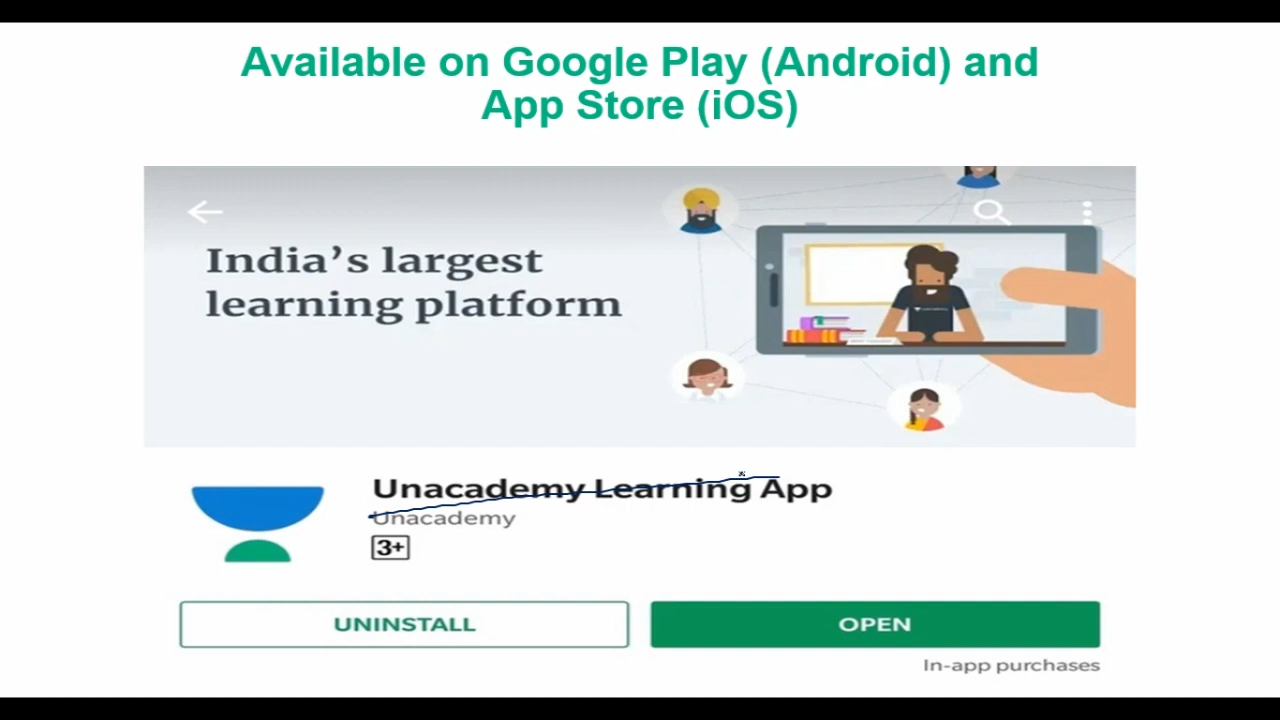 Available on Google Play (Android) and
App Store (iOS)
India's largest
learning platform
Unacademy Learning App
Unacademy
3+
UNINSTALL
OPEN
In-app purchases